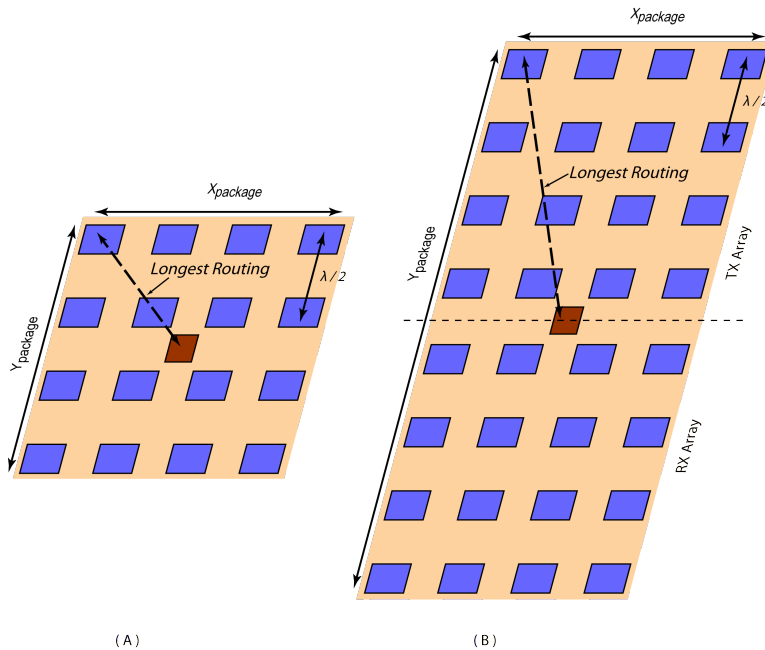 Xpackage
Longest Routing
λ / 2
Ypackage
( A )
Xpackage
λ / 2
Longest Routing
Ypackage
TX Array
RX Array
( B )